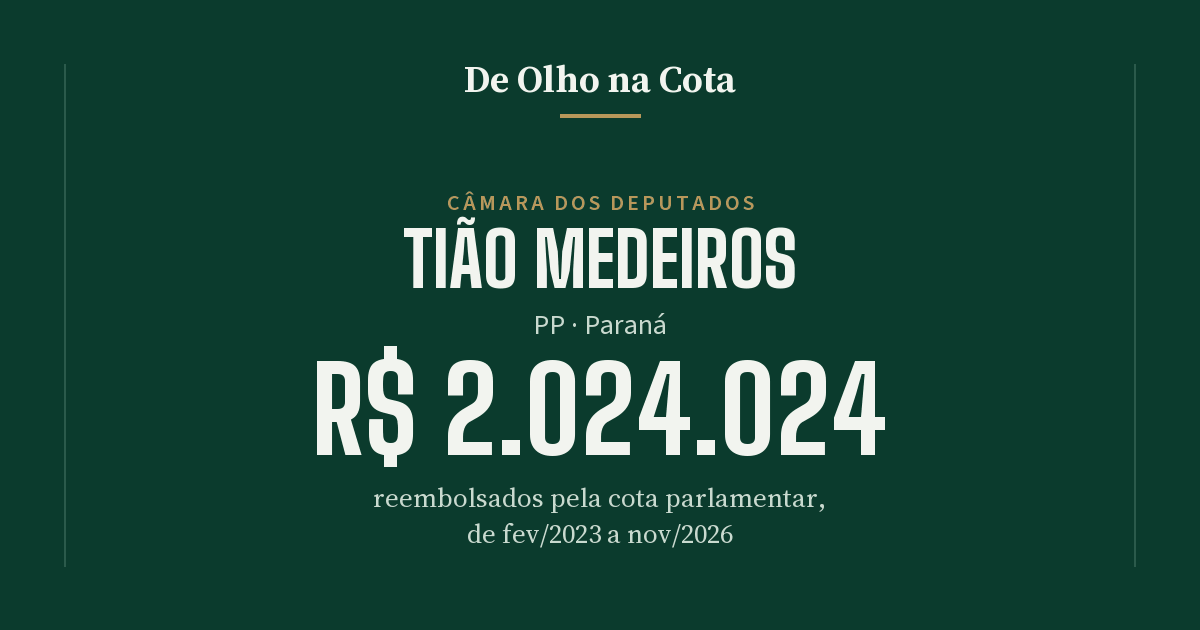 De Olho na Cota
CÂMARA DOS DEPUTADOS
TIÃO MEDEIROS
PP · Paraná
R$ 2.024.024
reembolsados pela cota parlamentar,
de fev/2023 a nov/2026